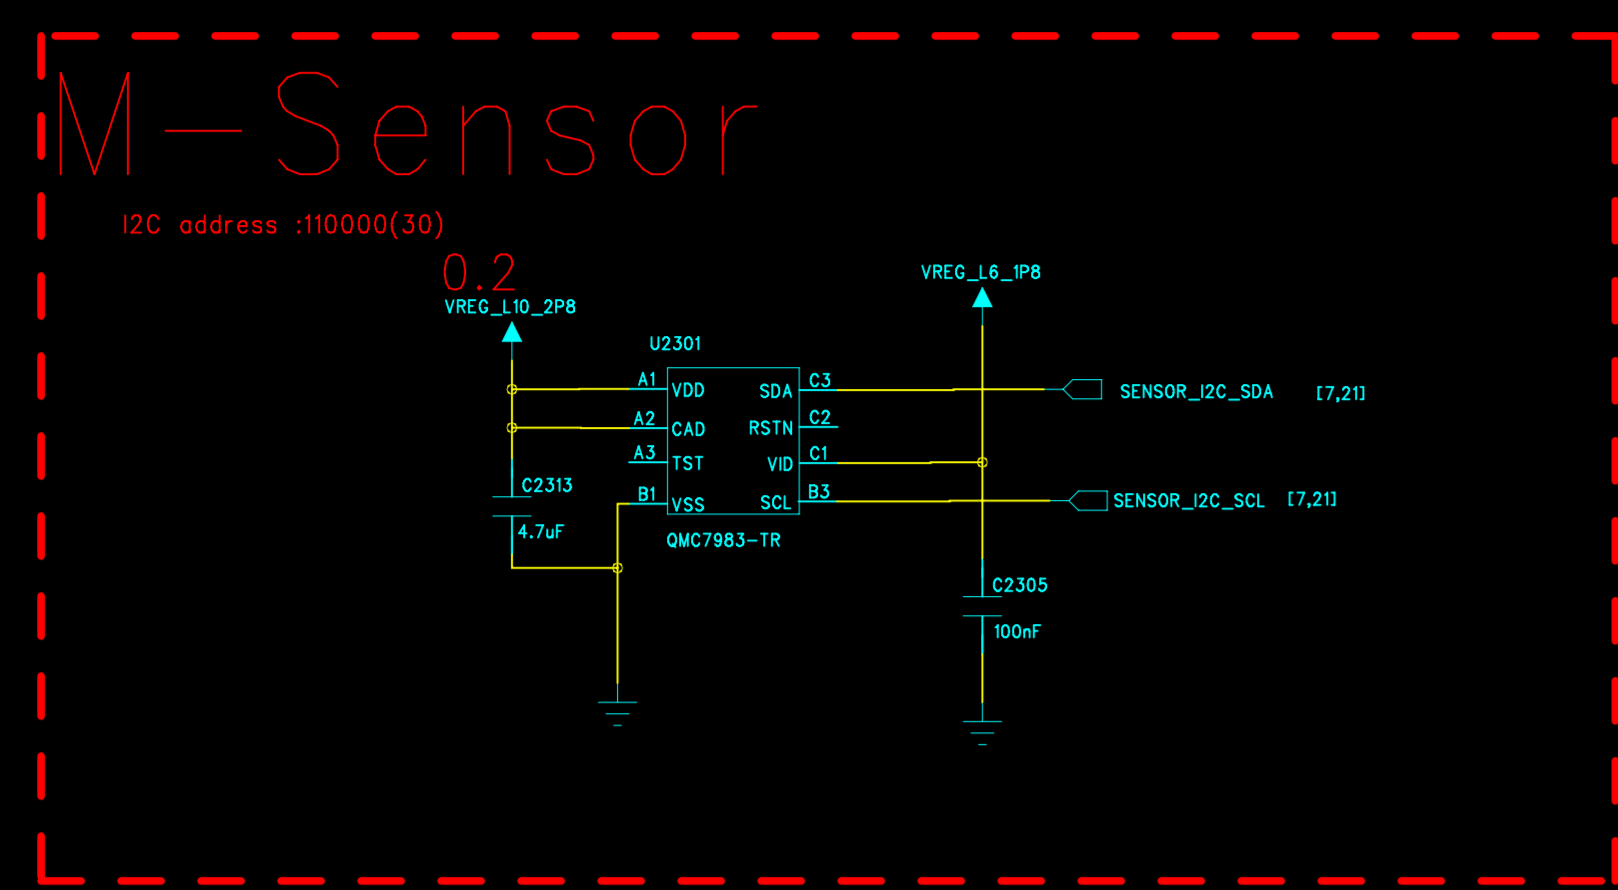 M-Sensor
I2C address :110000(30)
0.2
VREG_L10_2P8
VREG_L6_1P8
U2301
A1
VDD
A2
CAD
A3
TST
B1
VSS
SDA
C3
RSTN
C2
VID
C1
SCL
B3
QMC7983-TR
C2313
4.7uF
SENSOR_I2C_SDA [7,21]
SENSOR_I2C_SCL [7,21]
C2305
100nF